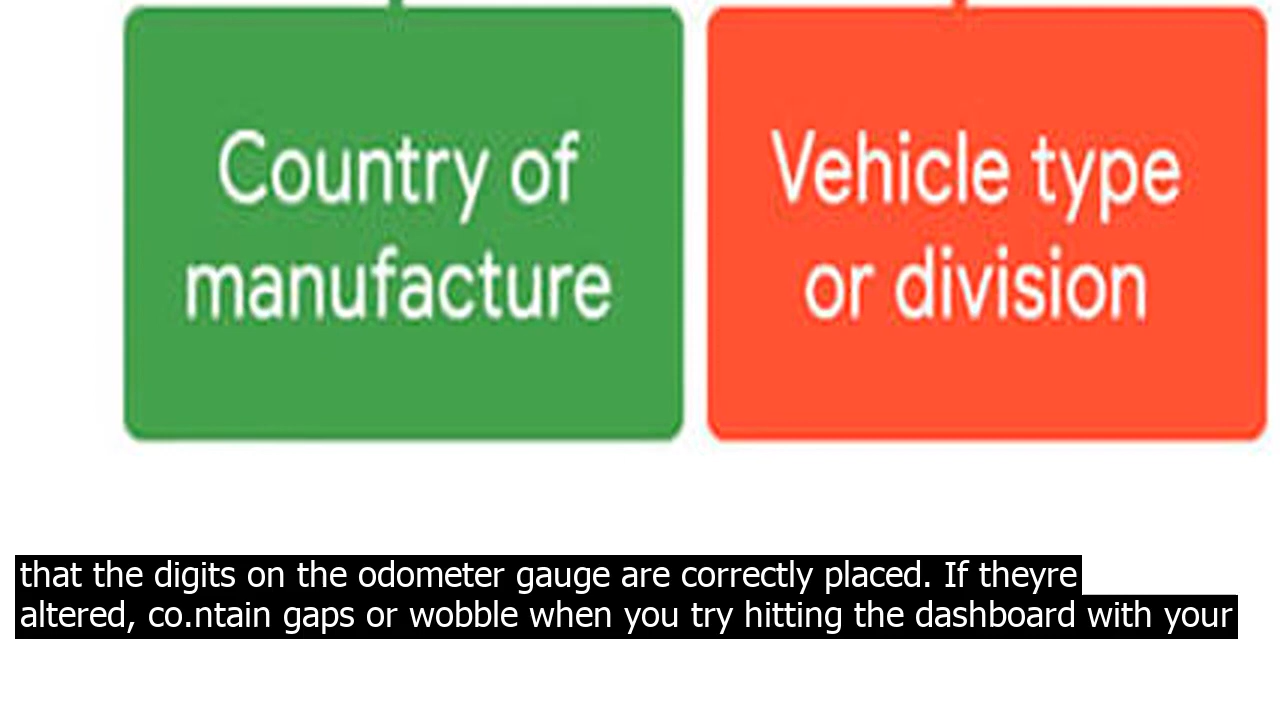 Country of
manufacture
Vehicle type
or division
that the digits on the odometer gauge are correctly placed. If theyre
altered, co.ntain gaps or wobble when you try hitting the dashboard with your